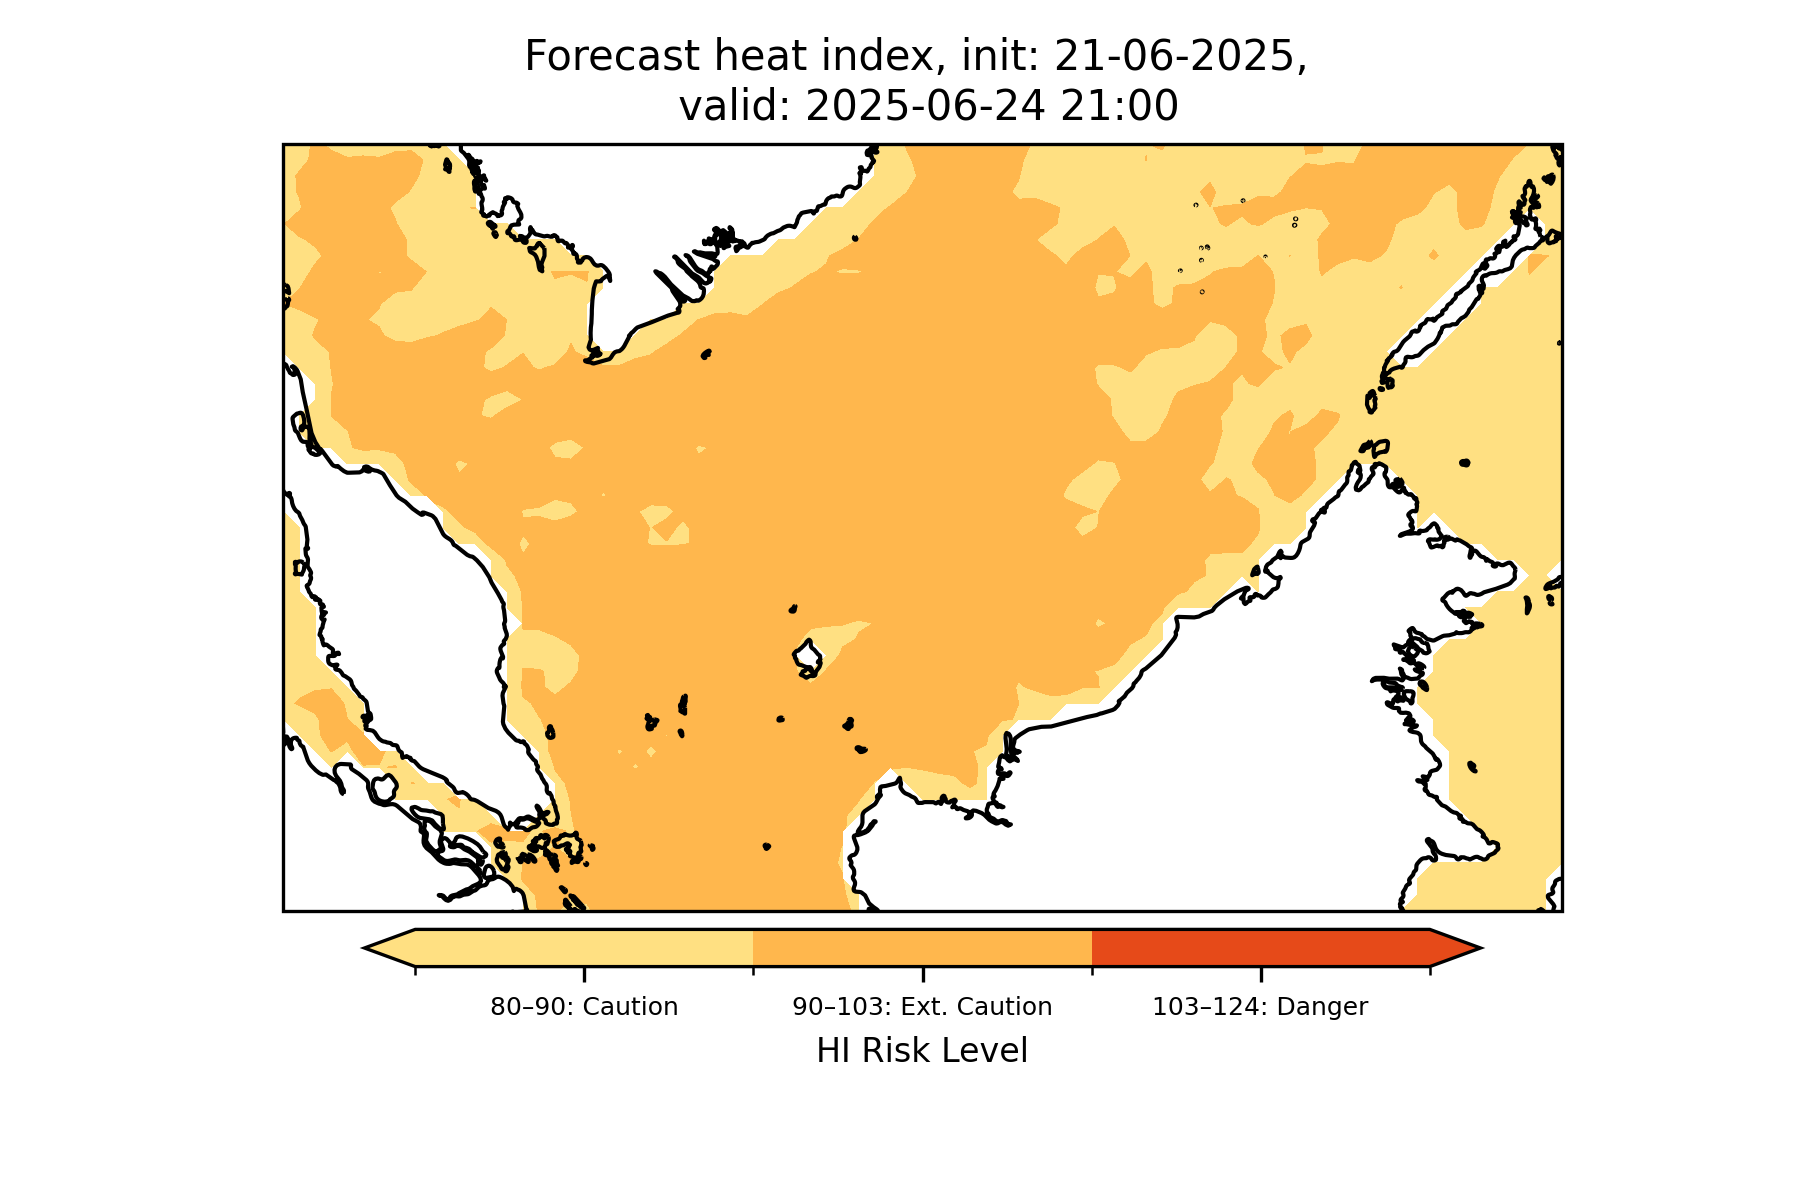 Forecast heat index, init: 21-06-2025,
valid: 2025-06-24 21:00
80–90: Caution
90–103: Ext. Caution
103–124: Danger
HI Risk Level